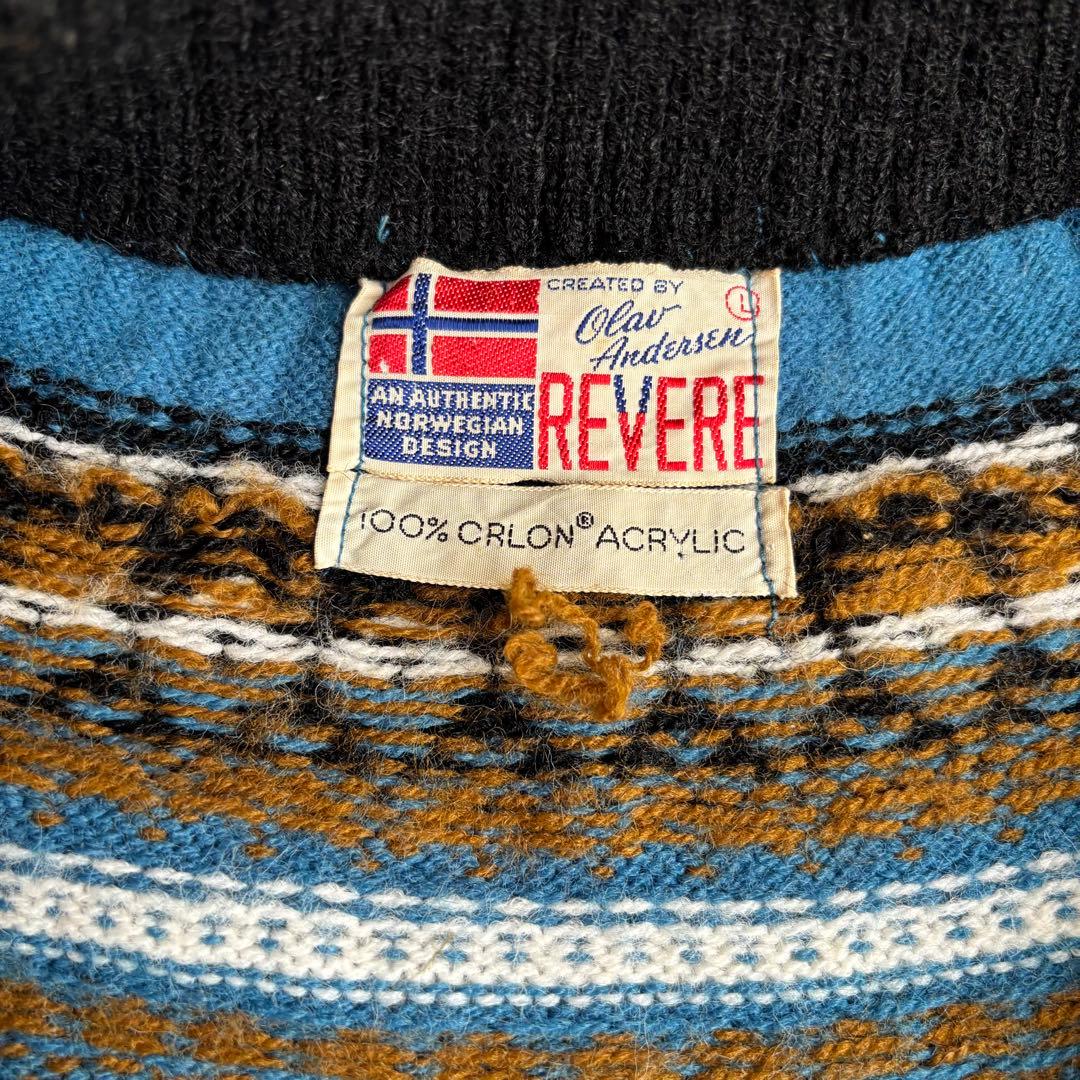 CREATED BY
L
Olav
Andersen
AN AUTHENTIC
NORWEGIAN
DESIGN
REVERE
100% ORLON® ACRYLIC